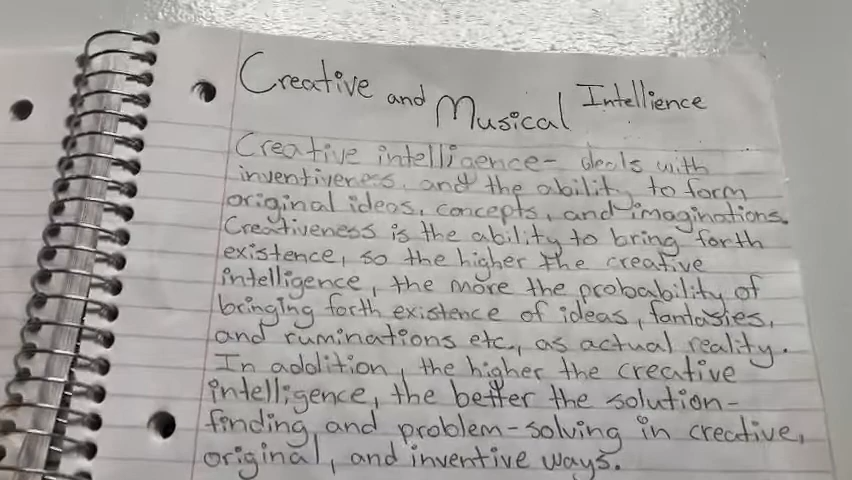 Creative and Musical Intellience
Creative intelligence- deals with
inventiveness, and the ability to form
original ideas, concepts, and imaginations.
Creativeness is the ability to bring forth
existence, so the higher the creative
intelligence, the more the probability of
bringing forth existence of ideas, fantasies,
and ruminations etc., as actual reality.
In addition, the higher the creative
intelligence, the better the solution-
finding and problem-solving in creative,
original, and inventive ways.